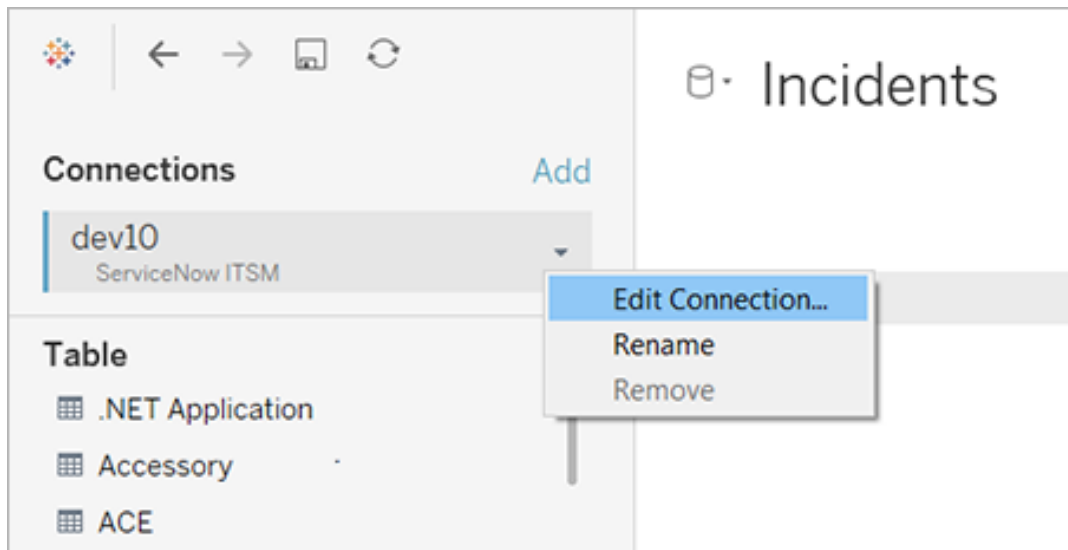 Incidents
Connections
Add
dev10
ServiceNow ITSM
Edit Connection...
Rename
Remove
Table
.NET Application
Accessory
ACE